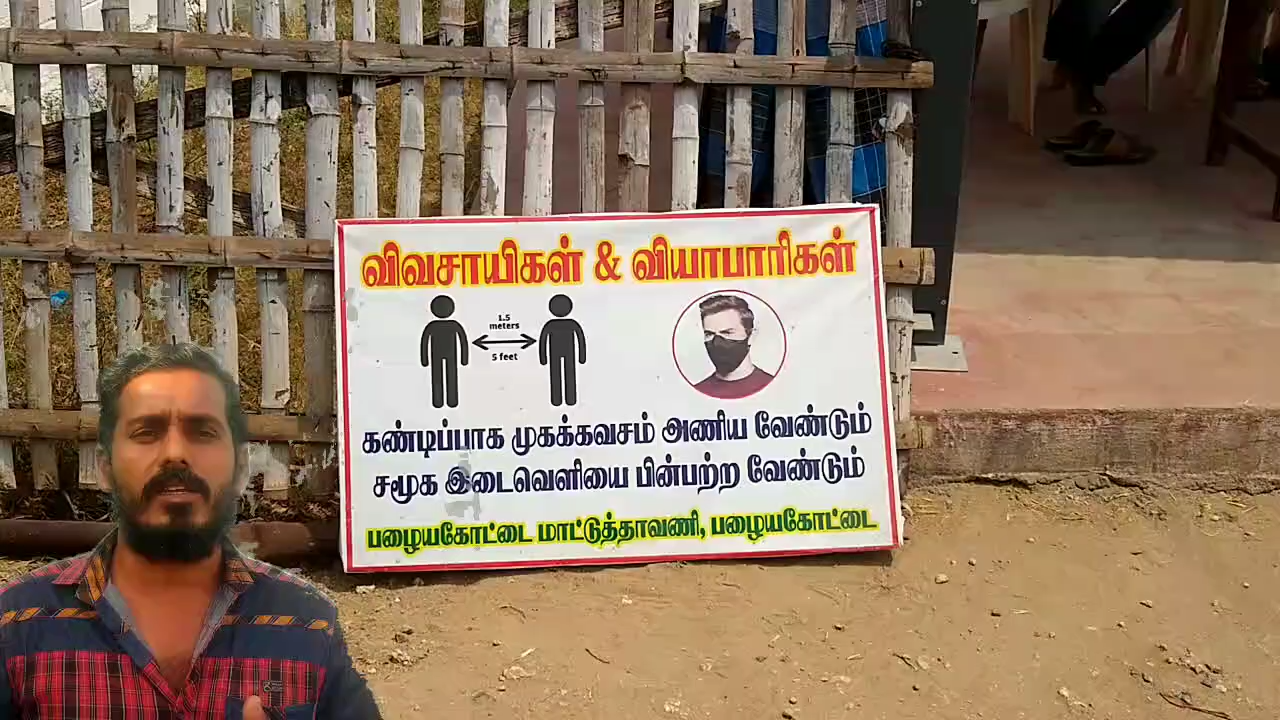 விவசாயிகள் & வியாபாரிகள்
1.5
meters
5 feet
கண்டிப்பாக முகக்கவசம் அணிய வேண்டும்
சமூக இடைவெளியை பின்பற்ற வேண்டும்
பழையகோட்டை மாட்டுத்தாவணி, பழையகோட்டை